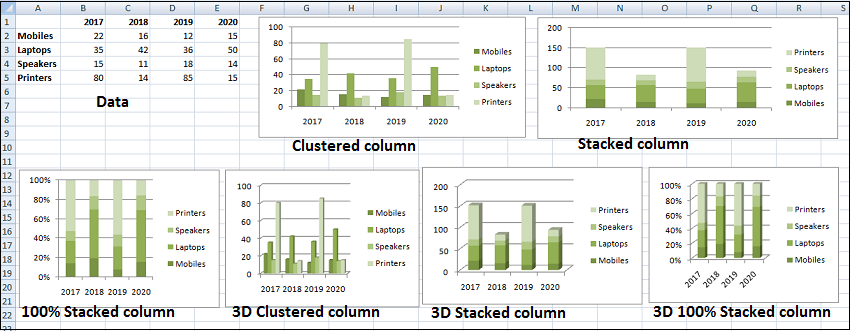 A B C D E F G H I J K L M N O P Q R S
1 2017 2018 2019 2020
2 Mobiles 22 16 12 15
3 Laptops 35 42 36 50
4 Speakers 15 11 18 14
5 Printers 80 14 85 15
6
7
8
9
10
11
12
13
14
15
16
17
18
19
20
21
22
Data
100
80
60
40
20
0
2017 2018 2019 2020
Mobiles
Laptops
Speakers
Printers
Clustered column
200
150
100
50
0
2017 2018 2019 2020
Printers
Speakers
Laptops
Mobiles
Stacked column
100%
80%
60%
40%
20%
0%
2017 2018 2019 2020
Printers
Speakers
Laptops
Mobiles
100% Stacked column
100
80
60
40
20
0
2017 2018 2019 2020
Mobiles
Laptops
Speakers
Printers
3D Clustered column
200
150
100
50
0
2017 2018 2019 2020
Printers
Speakers
Laptops
Mobiles
3D Stacked column
100%
80%
60%
40%
20%
0%
2017 2018 2019 2020
Printers
Speakers
Laptops
Mobiles
3D 100% Stacked column